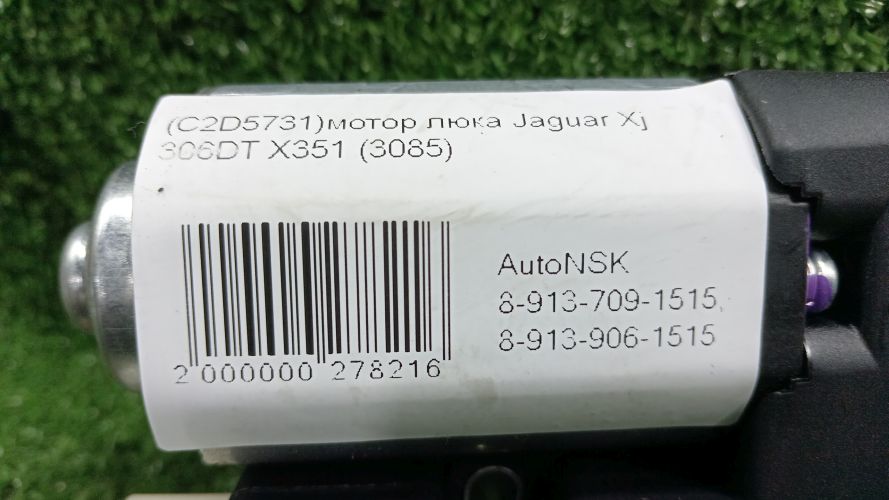 (C2D5731)мотор люка Jaguar Xj
306DT X351 (3085)
AutoNSK
8-913-709-1515,
8-913-906-1515
2 000000 278216